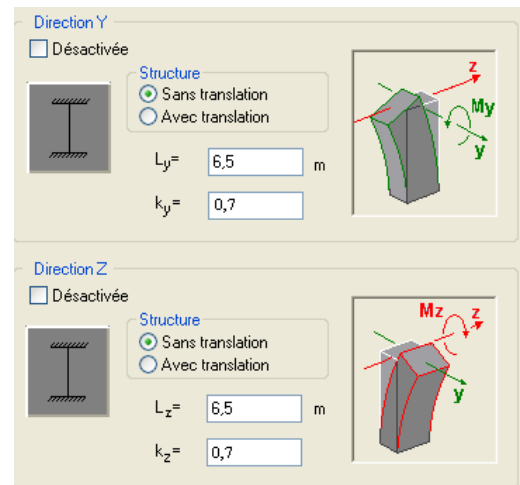 Direction Y
Désactivée
Structure
Sans translation
Avec translation
Ly= 6,5 m
ky= 0,7
z
My
y
Direction Z
Désactivée
Structure
Sans translation
Avec translation
Lz= 6,5 m
kz= 0,7
Mz z
y